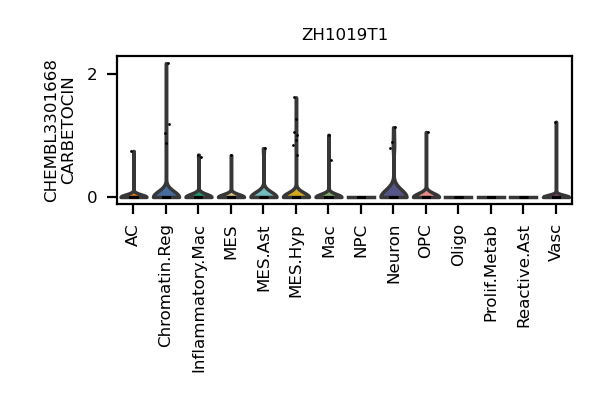 ZH1019T1
CHEMBL3301668
CARBETOCIN
2
0
AC
Chromatin.Reg
Inflammatory.Mac
MES
MES.Ast
MES.Hyp
Mac
NPC
Neuron
OPC
Oligo
Prolif.Metab
Reactive.Ast
Vasc